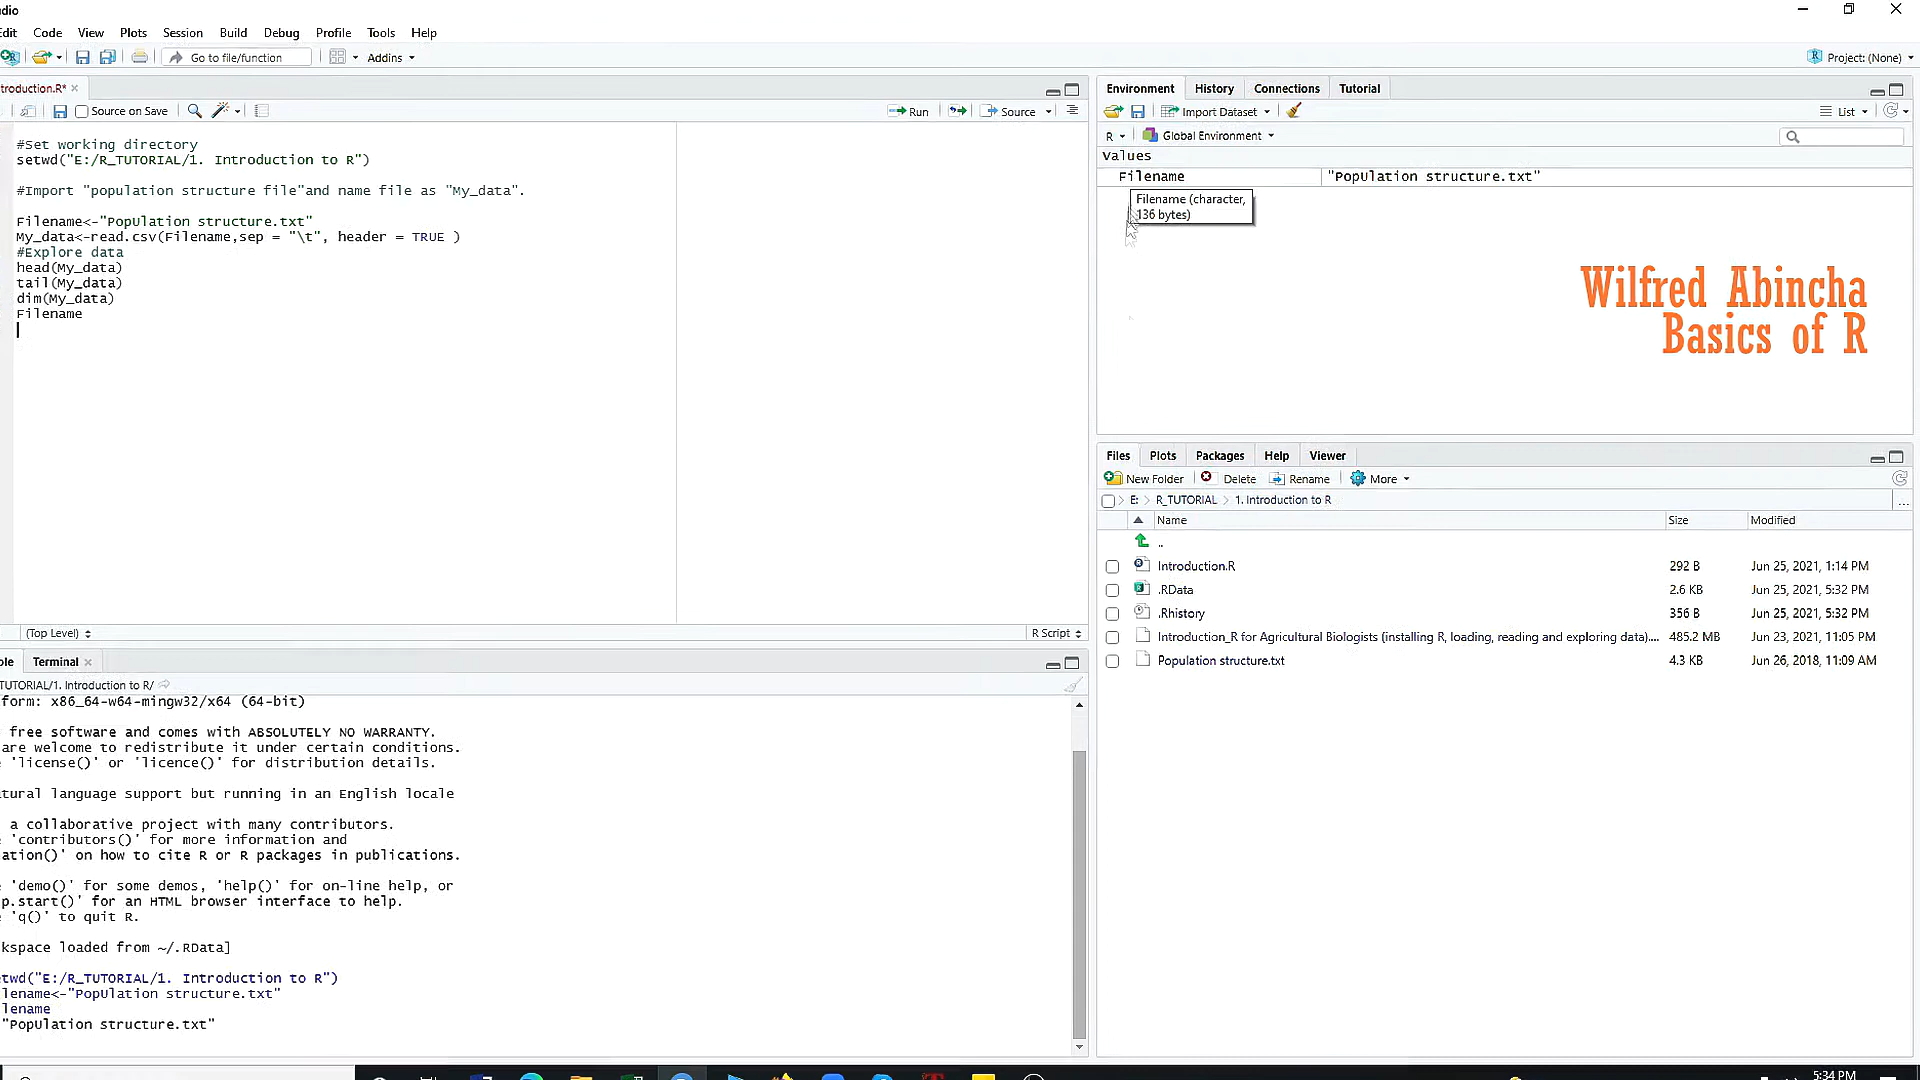 dio
Edit Code View Plots Session Build Debug Profile Tools Help
Go to file/function Addins Project: (None)
troduction.R*
Source on Save Run Source
#Set working directory
setwd("E:/R_TUTORIAL/1. Introduction to R")
#Import "population structure file"and name file as "My_data".
Filename<-"PopUlation structure.txt"
My_data<-read.csv(Filename,sep = "\t", header = TRUE )
#Explore data
head(My_data)
tail(My_data)
dim(My_data)
Filename
(Top Level) R Script
ole Terminal
TUTORIAL/1. Introduction to R/
form: x86_64-w64-mingw32/x64 (64-bit)
free software and comes with ABSOLUTELY NO WARRANTY.
are welcome to redistribute it under certain conditions.
'license()' or 'licence()' for distribution details.
tural language support but running in an English locale
a collaborative project with many contributors.
'contributors()' for more information and
ation()' on how to cite R or R packages in publications.
'demo()' for some demos, 'help()' for on-line help, or
p.start()' for an HTML browser interface to help.
'q()' to quit R.
kspace loaded from ~/.RData]
etwd("E:/R_TUTORIAL/1. Introduction to R")
lename<-"PopUlation structure.txt"
lename
"PopUlation structure.txt"
Environment History Connections Tutorial
Import Dataset List
R Global Environment
Values
Filename "PopUlation structure.txt"
Filename (character,
136 bytes)
Wilfred Abincha
Basics of R
Files Plots Packages Help Viewer
New Folder Delete Rename More
E: R_TUTORIAL 1. Introduction to R ...
Name Size Modified
..
Introduction.R 292 B Jun 25, 2021, 1:14 PM
.RData 2.6 KB Jun 25, 2021, 5:32 PM
.Rhistory 356 B Jun 25, 2021, 5:32 PM
Introduction_R for Agricultural Biologists (installing R, loading, reading and exploring data).... 485.2 MB Jun 23, 2021, 11:05 PM
Population structure.txt 4.3 KB Jun 26, 2018, 11:09 AM
5:34 PM